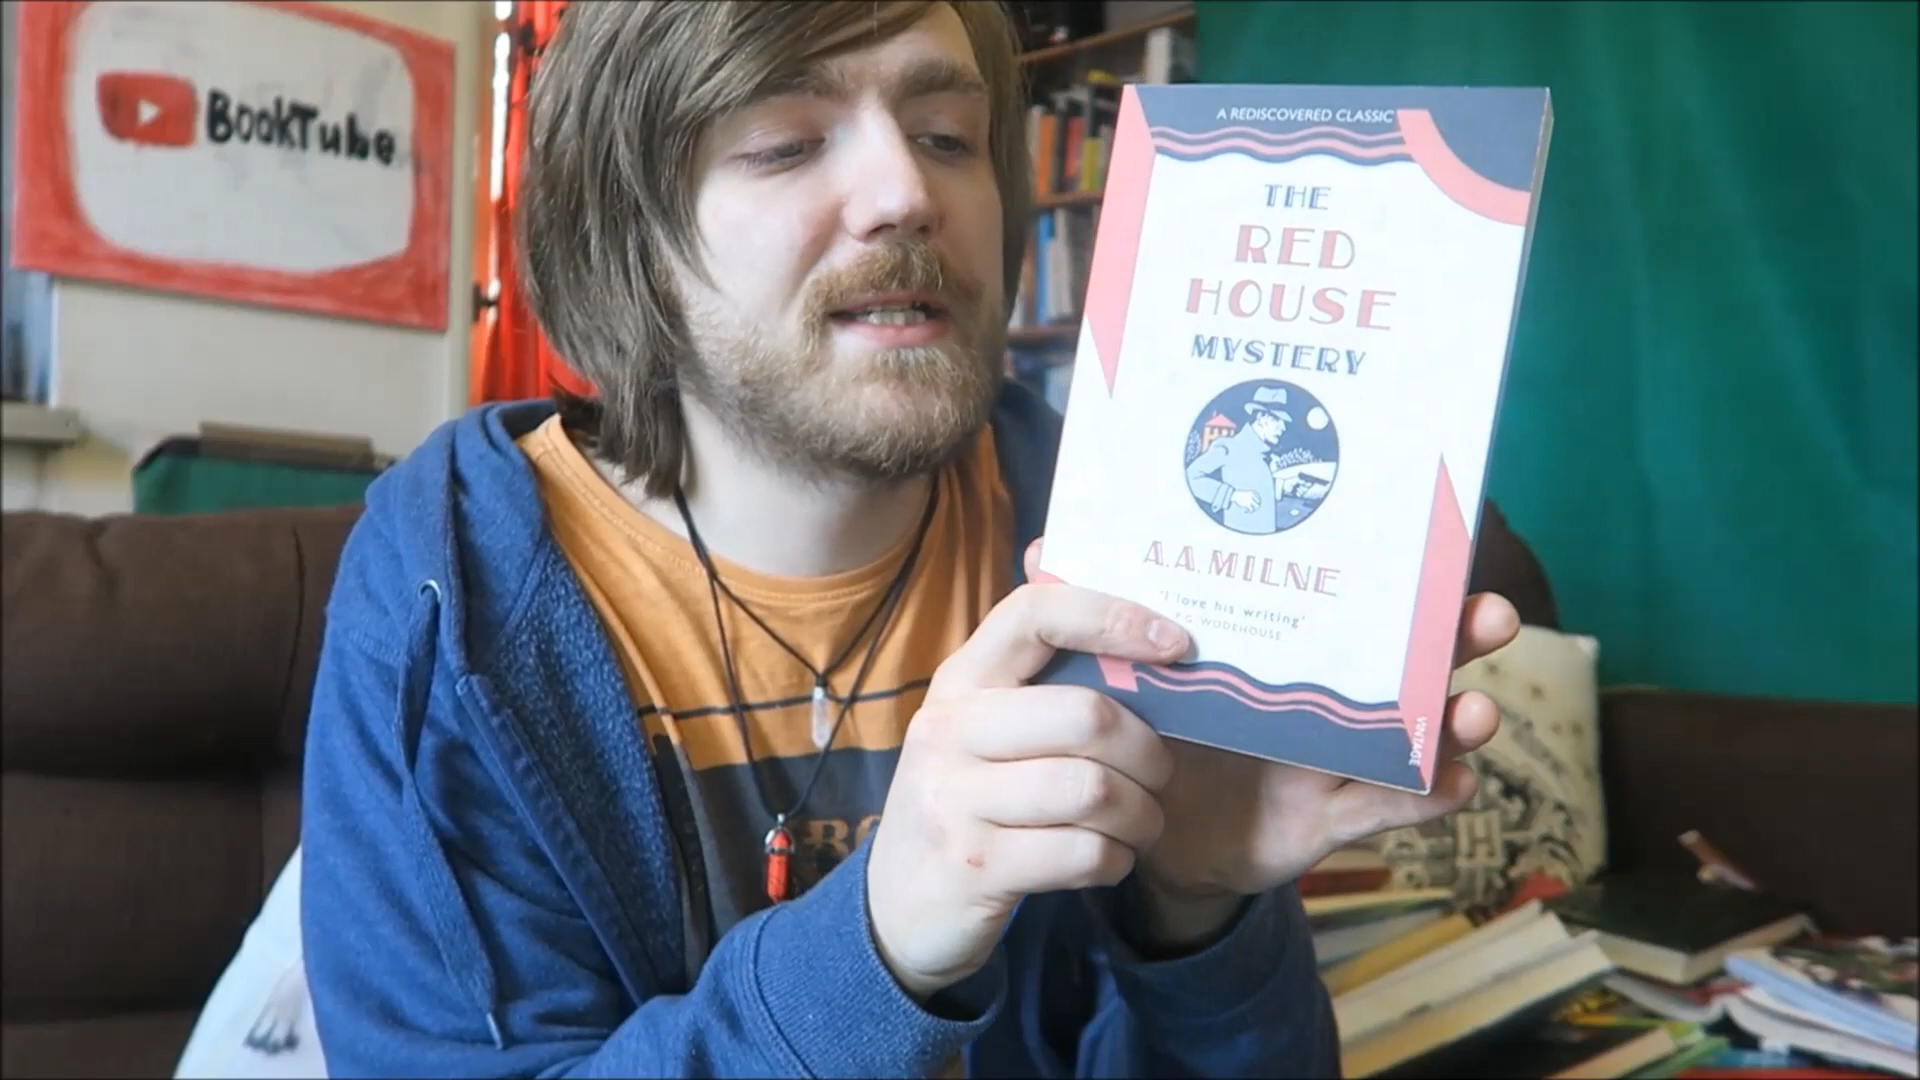 BookTube
A REDISCOVERED CLASSIC
THE
RED
HOUSE
MYSTERY
A. A. MILNE
'I love his writing'
P.G. WODEHOUSE
VINTAGE